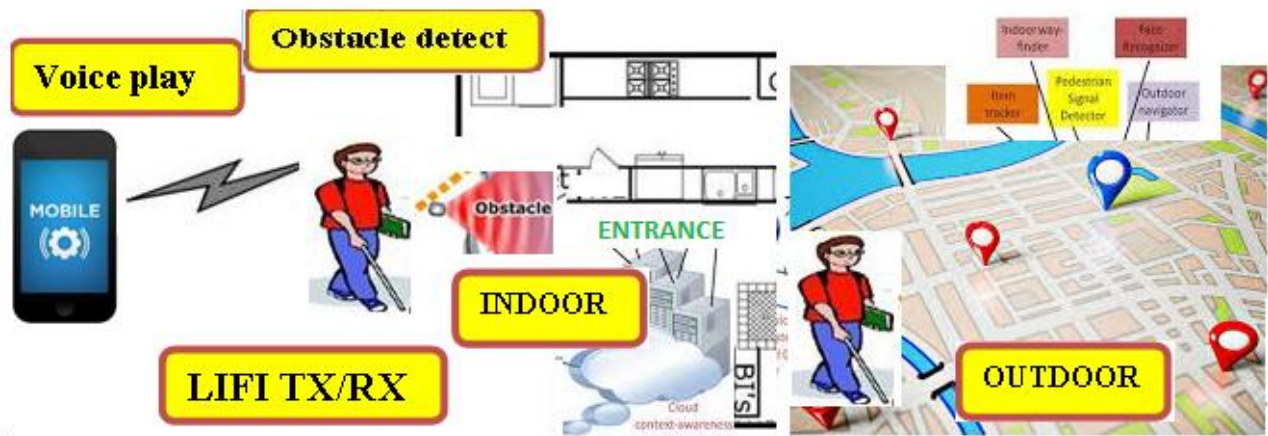 Obstacle detect
Voice play
Indoor way-
finder
Face
Recognizer
Item
tracker
Pedestrian
Signal
Detector
Outdoor
navigator
MOBILE
Obstacle
ENTRANCE
INDOOR
LIFI TX/RX
BI's
Cloud
context-awareness
OUTDOOR